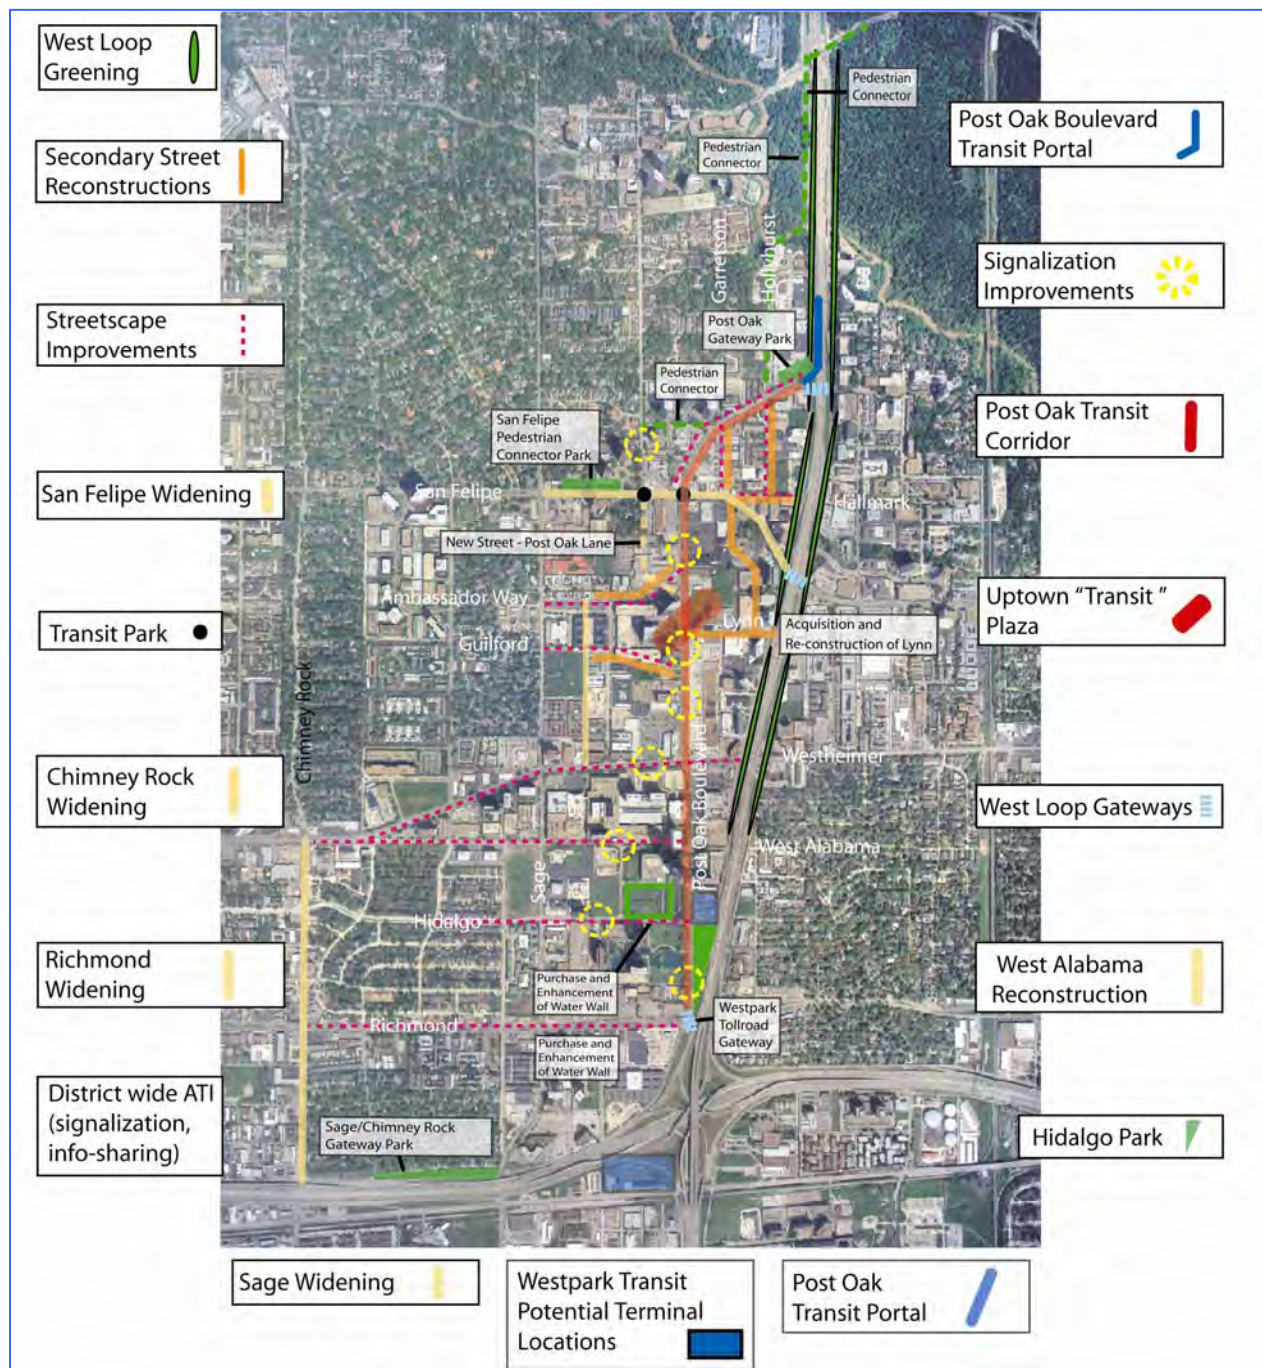 West Loop
Greening
Secondary Street
Reconstructions
Streetscape
Improvements
San Felipe Widening
Transit Park
Chimney Rock
Widening
Richmond
Widening
District wide ATI
(signalization,
info-sharing)
Pedestrian
Connector
Pedestrian
Connector
Garretson
Hollyhurst
Post Oak
Gateway Park
Pedestrian
Connector
San Felipe
Pedestrian
Connector Park
San Felipe
Hallmark
New Street - Post Oak Lane
Ambassador Way
Lynn
Acquisition and
Re-construction of Lynn
Guilford
Chimney Rock
Post Oak Boulevard
Westheimer
West Alabama
Sage
Hidalgo
Purchase and
Enhancement
of Water Wall
Westpark
Tollroad
Gateway
Richmond
Purchase and
Enhancement
of Water Wall
Sage/Chimney Rock
Gateway Park
Post Oak Boulevard
Transit Portal
Signalization
Improvements
Post Oak Transit
Corridor
Uptown “Transit ”
Plaza
West Loop Gateways
West Alabama
Reconstruction
Hidalgo Park
Sage Widening
Westpark Transit
Potential Terminal
Locations
Post Oak
Transit Portal